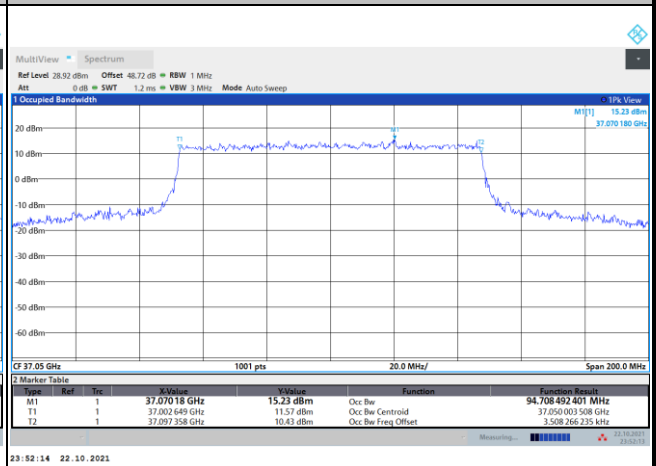 MultiView Spectrum
Ref Level 28.92 dBm Offset 48.72 dB RBW 1 MHz
Att 0 dB SWT 1.2 ms VBW 3 MHz Mode Auto Sweep
1 Occupied Bandwidth 1Pk View
M1[1] 15.23 dBm
37.070 180 GHz
20 dBm
M1
T1 T2
10 dBm
0 dBm
-10 dBm
-20 dBm
-30 dBm
-40 dBm
-50 dBm
-60 dBm
CF 37.05 GHz 1001 pts 20.0 MHz/ Span 200.0 MHz
2 Marker Table
Type Ref Trc X-Value Y-Value Function Function Result
M1 1 37.07018 GHz 15.23 dBm Occ Bw 94.708 492 401 MHz
T1 1 37.002 649 GHz 11.57 dBm Occ Bw Centroid 37.050 003 508 GHz
T2 1 37.097 358 GHz 10.43 dBm Occ Bw Freq Offset 3.508 266 235 kHz
Measuring... 22.10.2021
23:52:13
23:52:14 22.10.2021